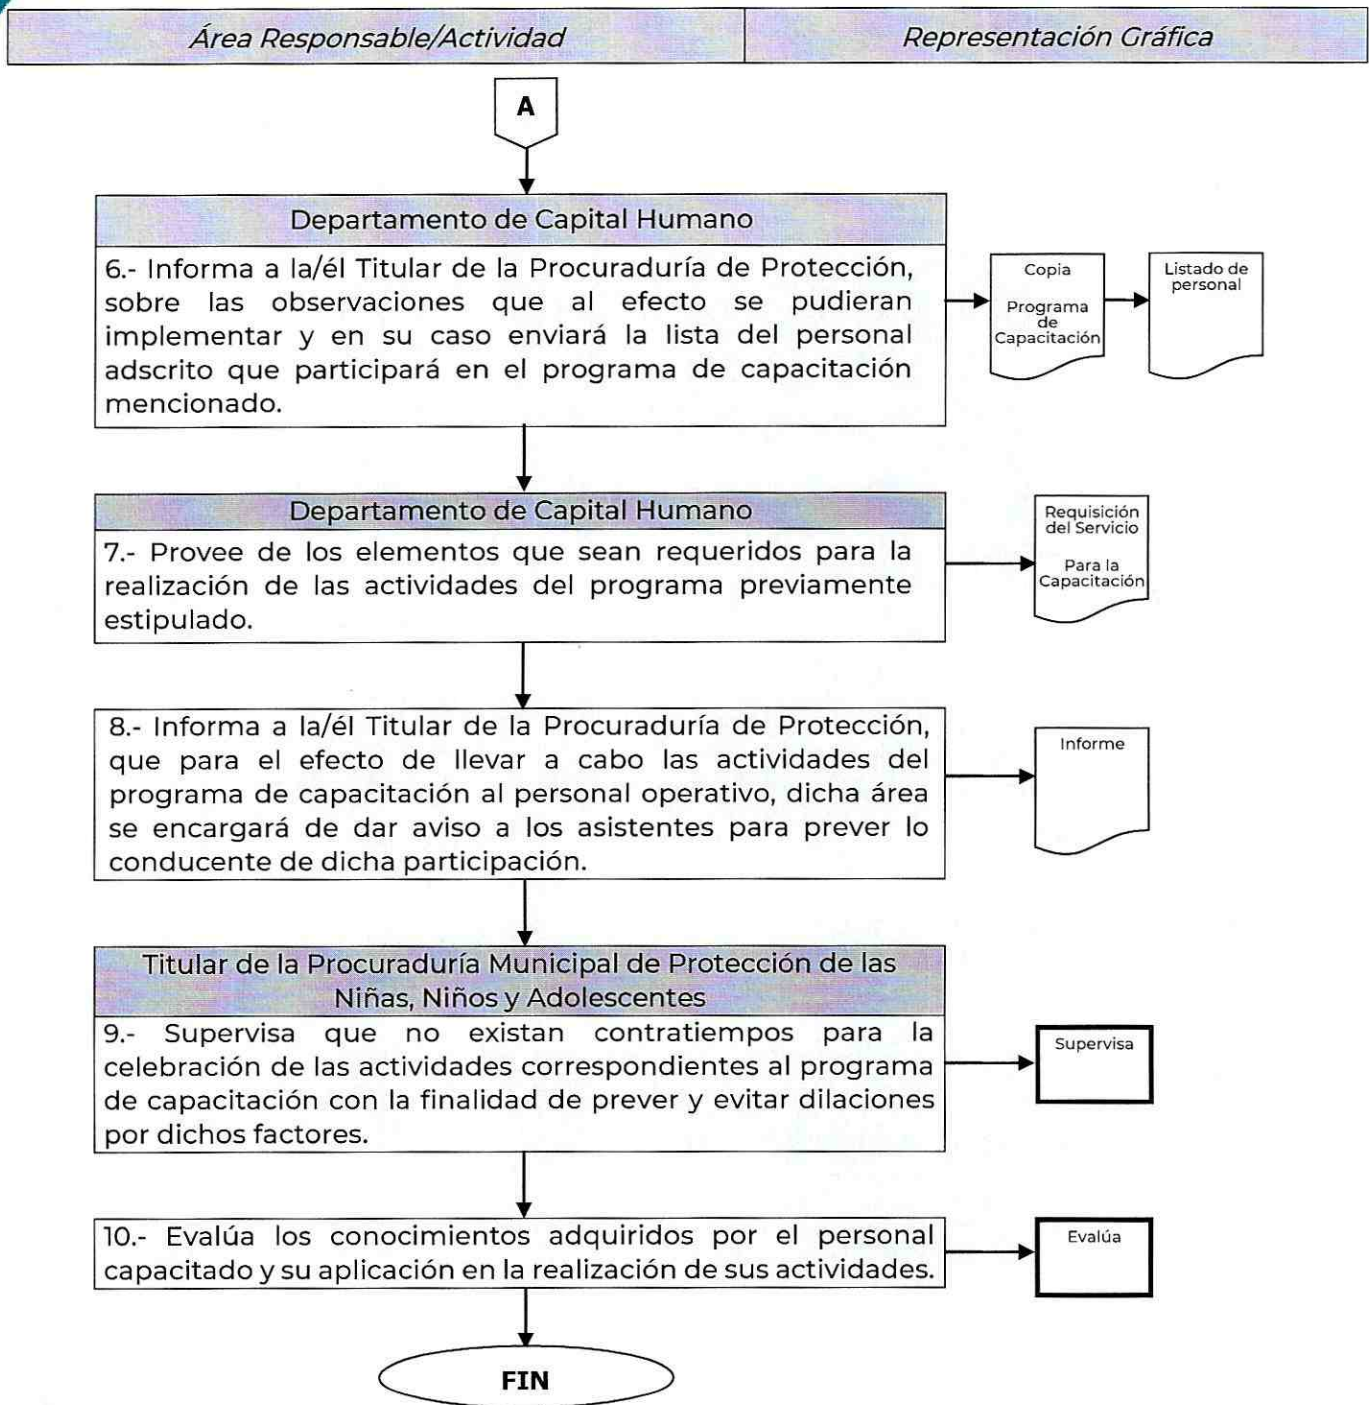 Área Responsable/Actividad
Representación Gráfica
A
Departamento de Capital Humano
6.- Informa a la/él Titular de la Procuraduría de Protección,
sobre las observaciones que al efecto se pudieran
implementar y en su caso enviará la lista del personal
adscrito que participará en el programa de capacitación
mencionado.
Copia
Programa
de
Capacitación
Listado de
personal
Departamento de Capital Humano
7.- Provee de los elementos que sean requeridos para la
realización de las actividades del programa previamente
estipulado.
Requisición
del Servicio
Para la
Capacitación
8.- Informa a la/él Titular de la Procuraduría de Protección,
que para el efecto de llevar a cabo las actividades del
programa de capacitación al personal operativo, dicha área
se encargará de dar aviso a los asistentes para prever lo
conducente de dicha participación.
Informe
Titular de la Procuraduría Municipal de Protección de las
Niñas, Niños y Adolescentes
9.- Supervisa que no existan contratiempos para la
celebración de las actividades correspondientes al programa
de capacitación con la finalidad de prever y evitar dilaciones
por dichos factores.
Supervisa
10.- Evalúa los conocimientos adquiridos por el personal
capacitado y su aplicación en la realización de sus actividades.
Evalúa
FIN